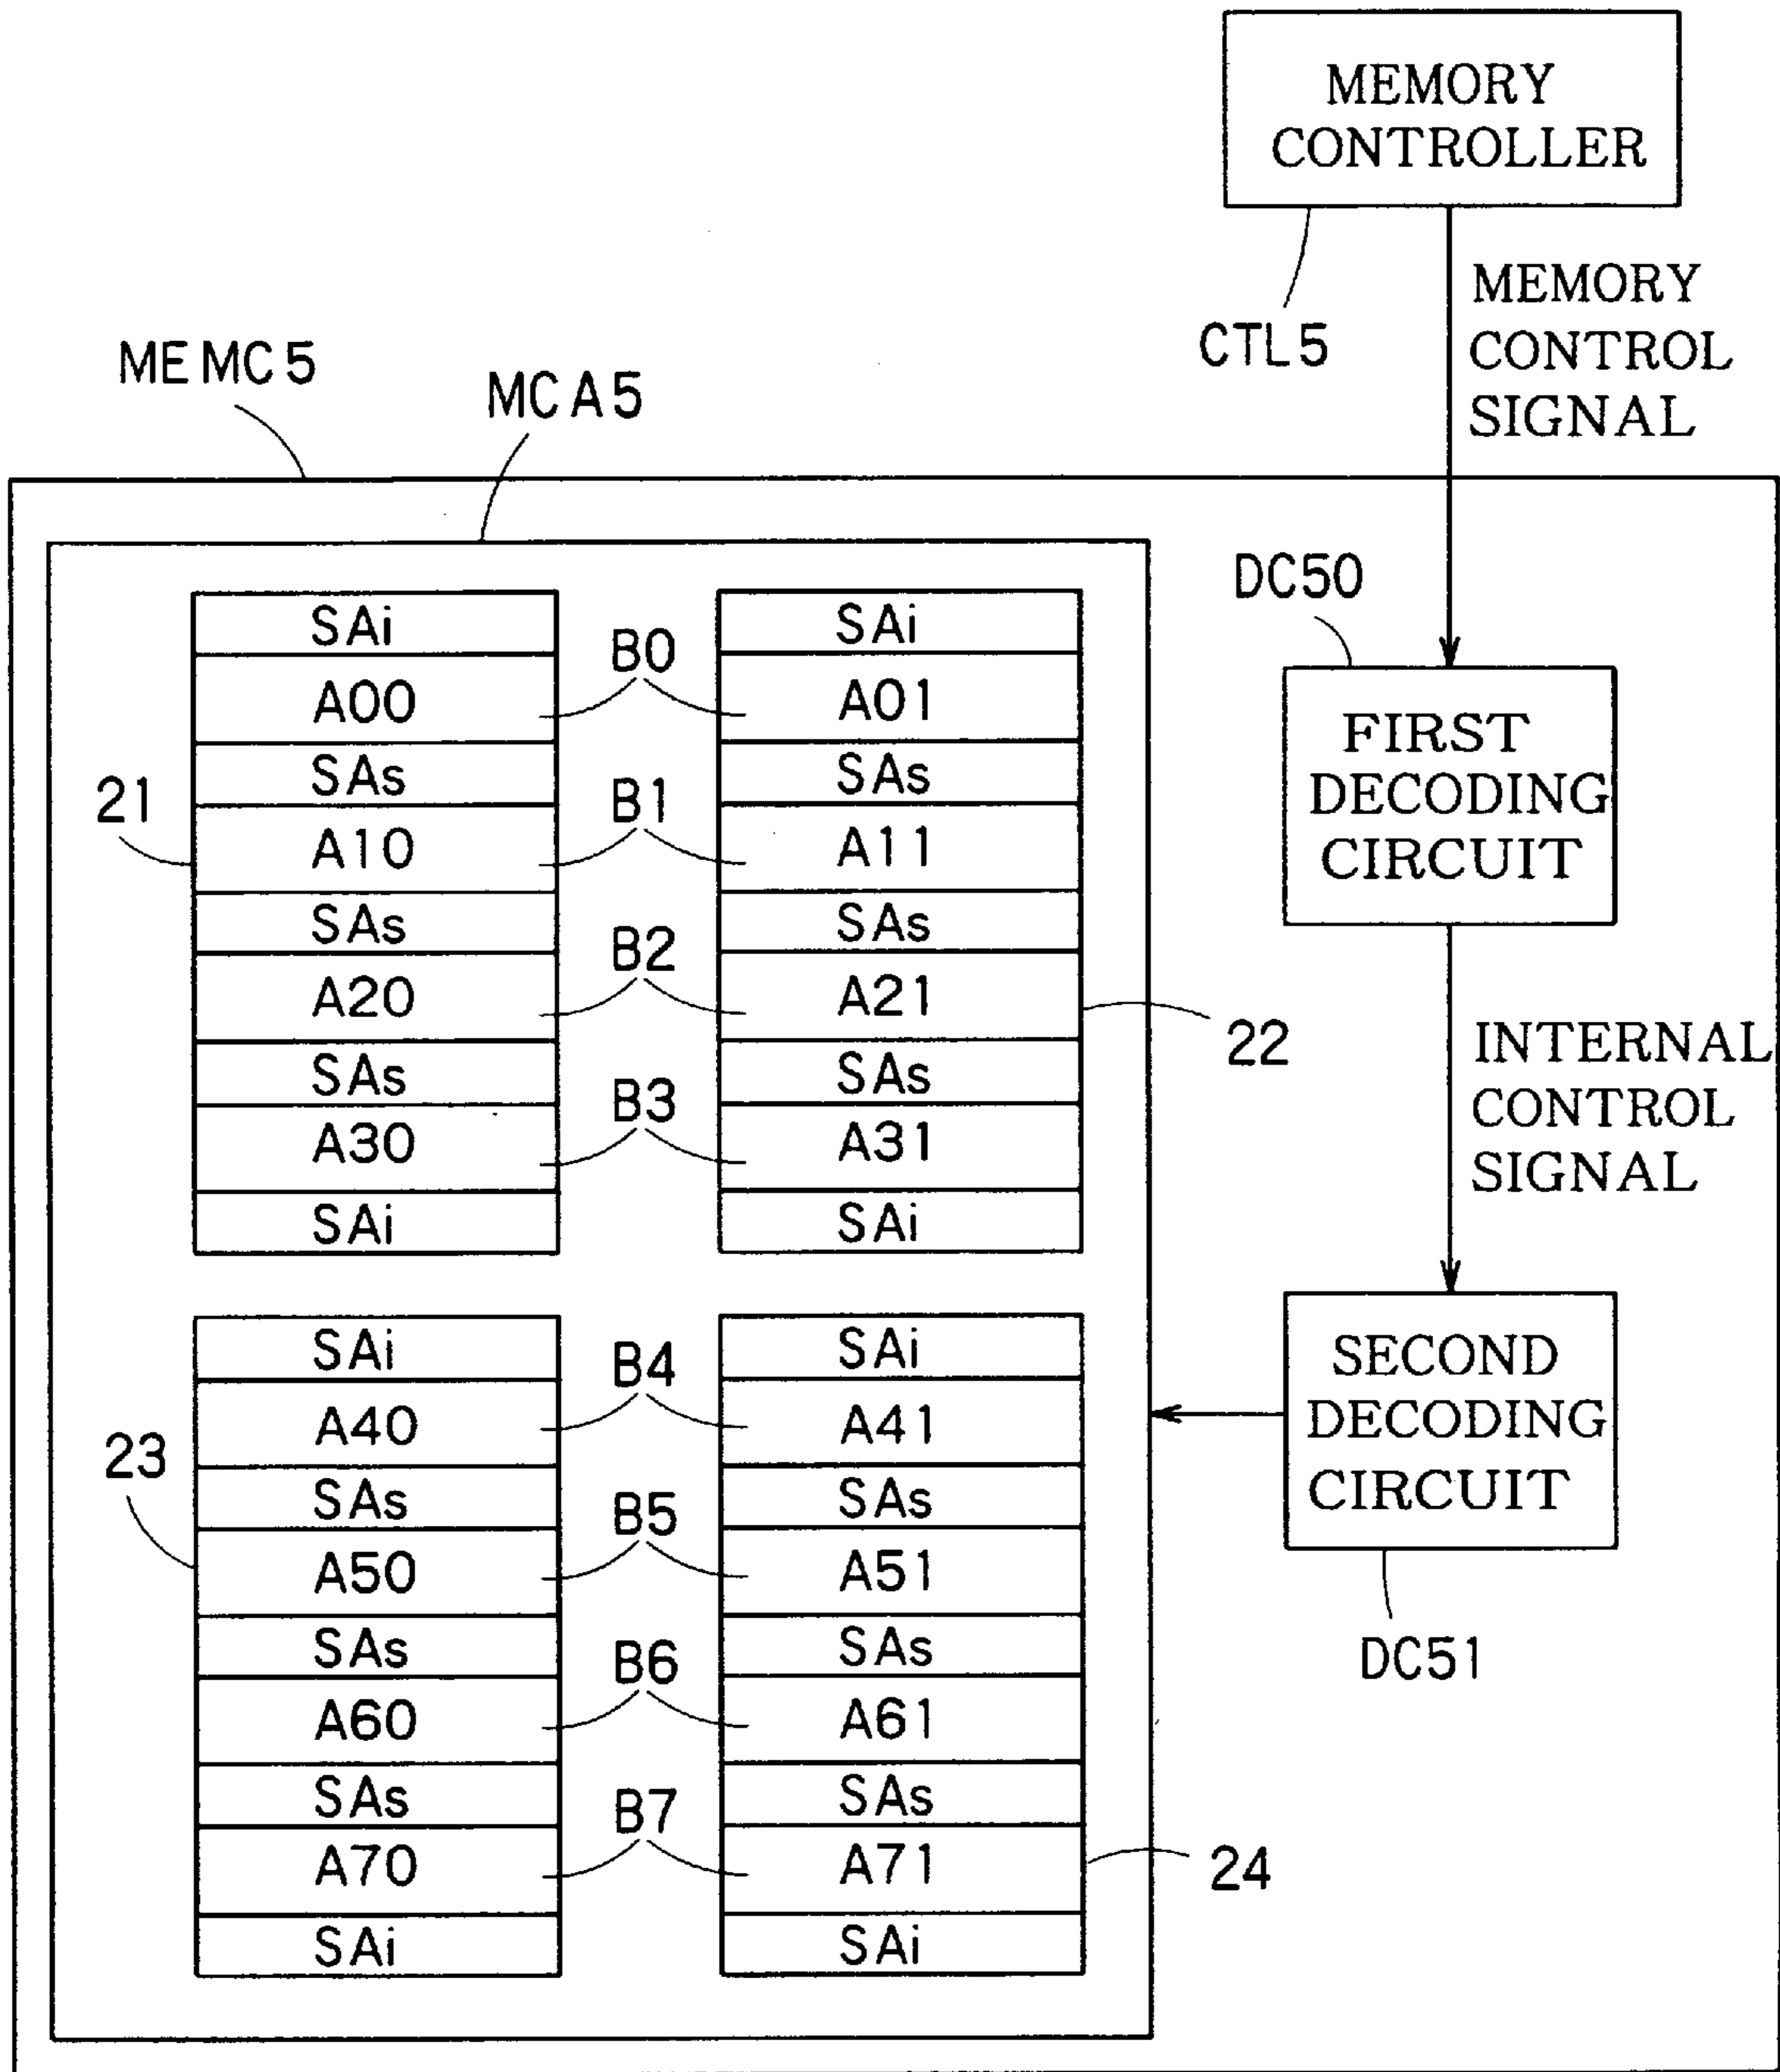 MEMORY
CONTROLLER
CTL5
MEMORY
CONTROL
SIGNAL
MEMC5
MCA5
DC50
FIRST
DECODING
CIRCUIT
INTERNAL
CONTROL
SIGNAL
SECOND
DECODING
CIRCUIT
DC51
21
SAi
A00
SAs
A10
SAs
A20
SAs
A30
SAi
B0
B1
B2
B3
SAi
A01
SAs
A11
SAs
A21
SAs
A31
SAi
22
23
SAi
A40
SAs
A50
SAs
A60
SAs
A70
SAi
B4
B5
B6
B7
SAi
A41
SAs
A51
SAs
A61
SAs
A71
SAi
24